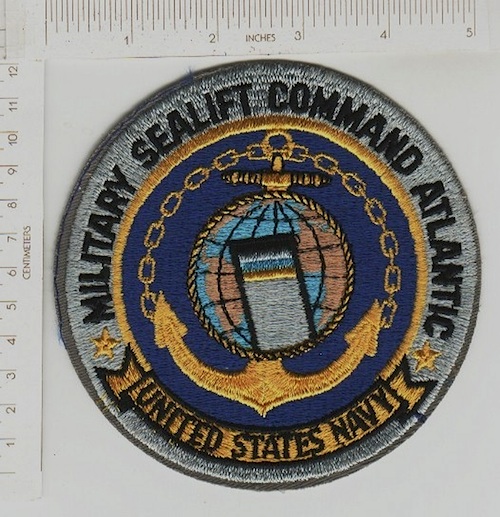 1 2 3 4 5
INCHES
12
11
10
9
8
7
6
5
4
3
2
1
CENTIMETERS
MILITARY SEALIFT COMMAND ATLANTIC
UNITED STATES NAVY